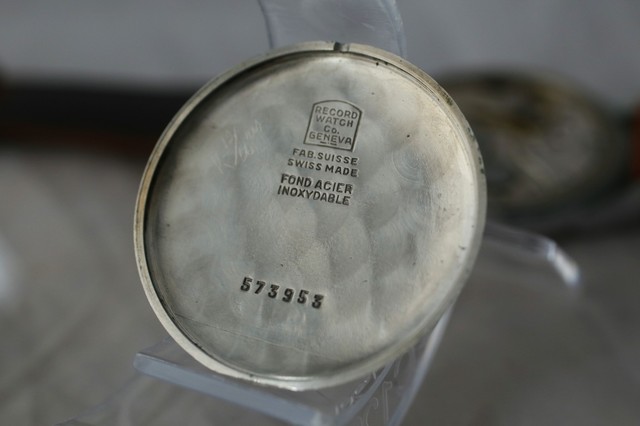 RECORD
WATCH
Co.
GENEVA
FAB.SUISSE
SWISS MADE
FOND ACIER
INOXYDABLE
573953